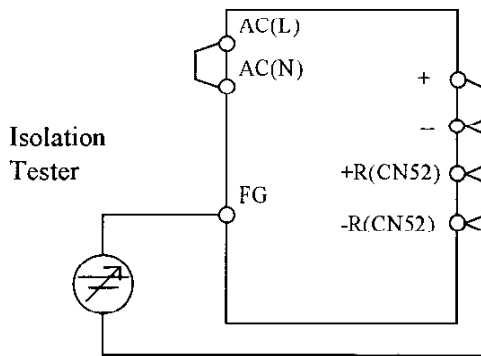 AC(L)
AC(N)
+
−
Isolation
Tester
+R(CN52)
FG
-R(CN52)